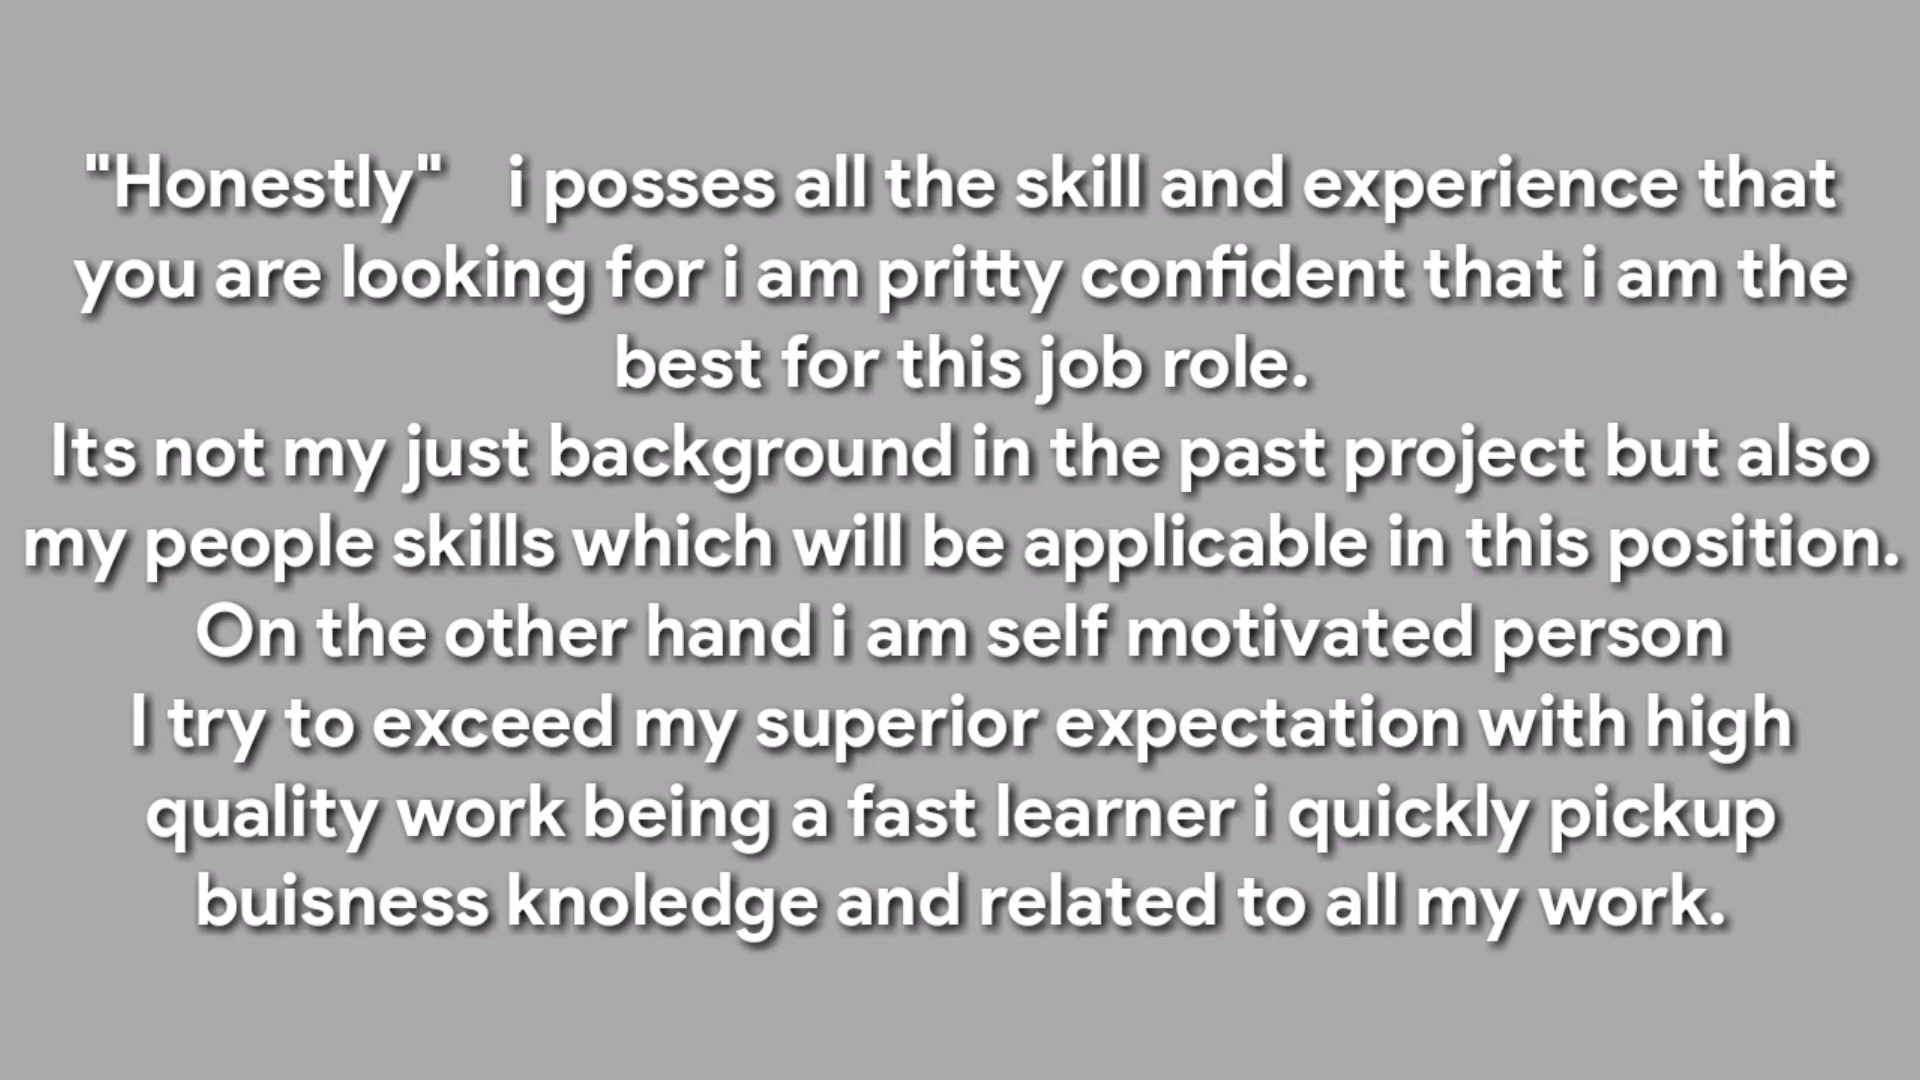 "Honestly" i posses all the skill and experience that
you are looking for i am pritty confident that i am the
best for this job role.
Its not my just background in the past project but also
my people skills which will be applicable in this position.
On the other hand i am self motivated person
I try to exceed my superior expectation with high
quality work being a fast learner i quickly pickup
buisness knoledge and related to all my work.